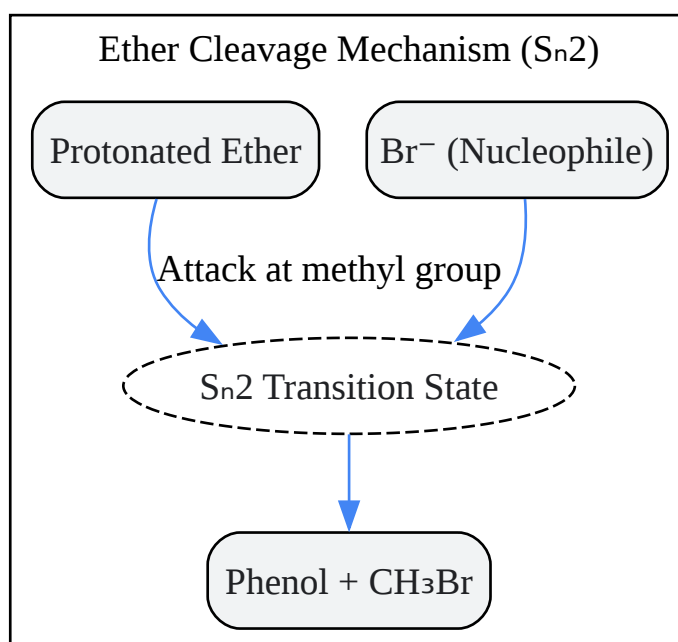 Ether Cleavage Mechanism (Sₙ2)
Protonated Ether
Br⁻ (Nucleophile)
Attack at methyl group
Sₙ2 Transition State
Phenol + CH₃Br